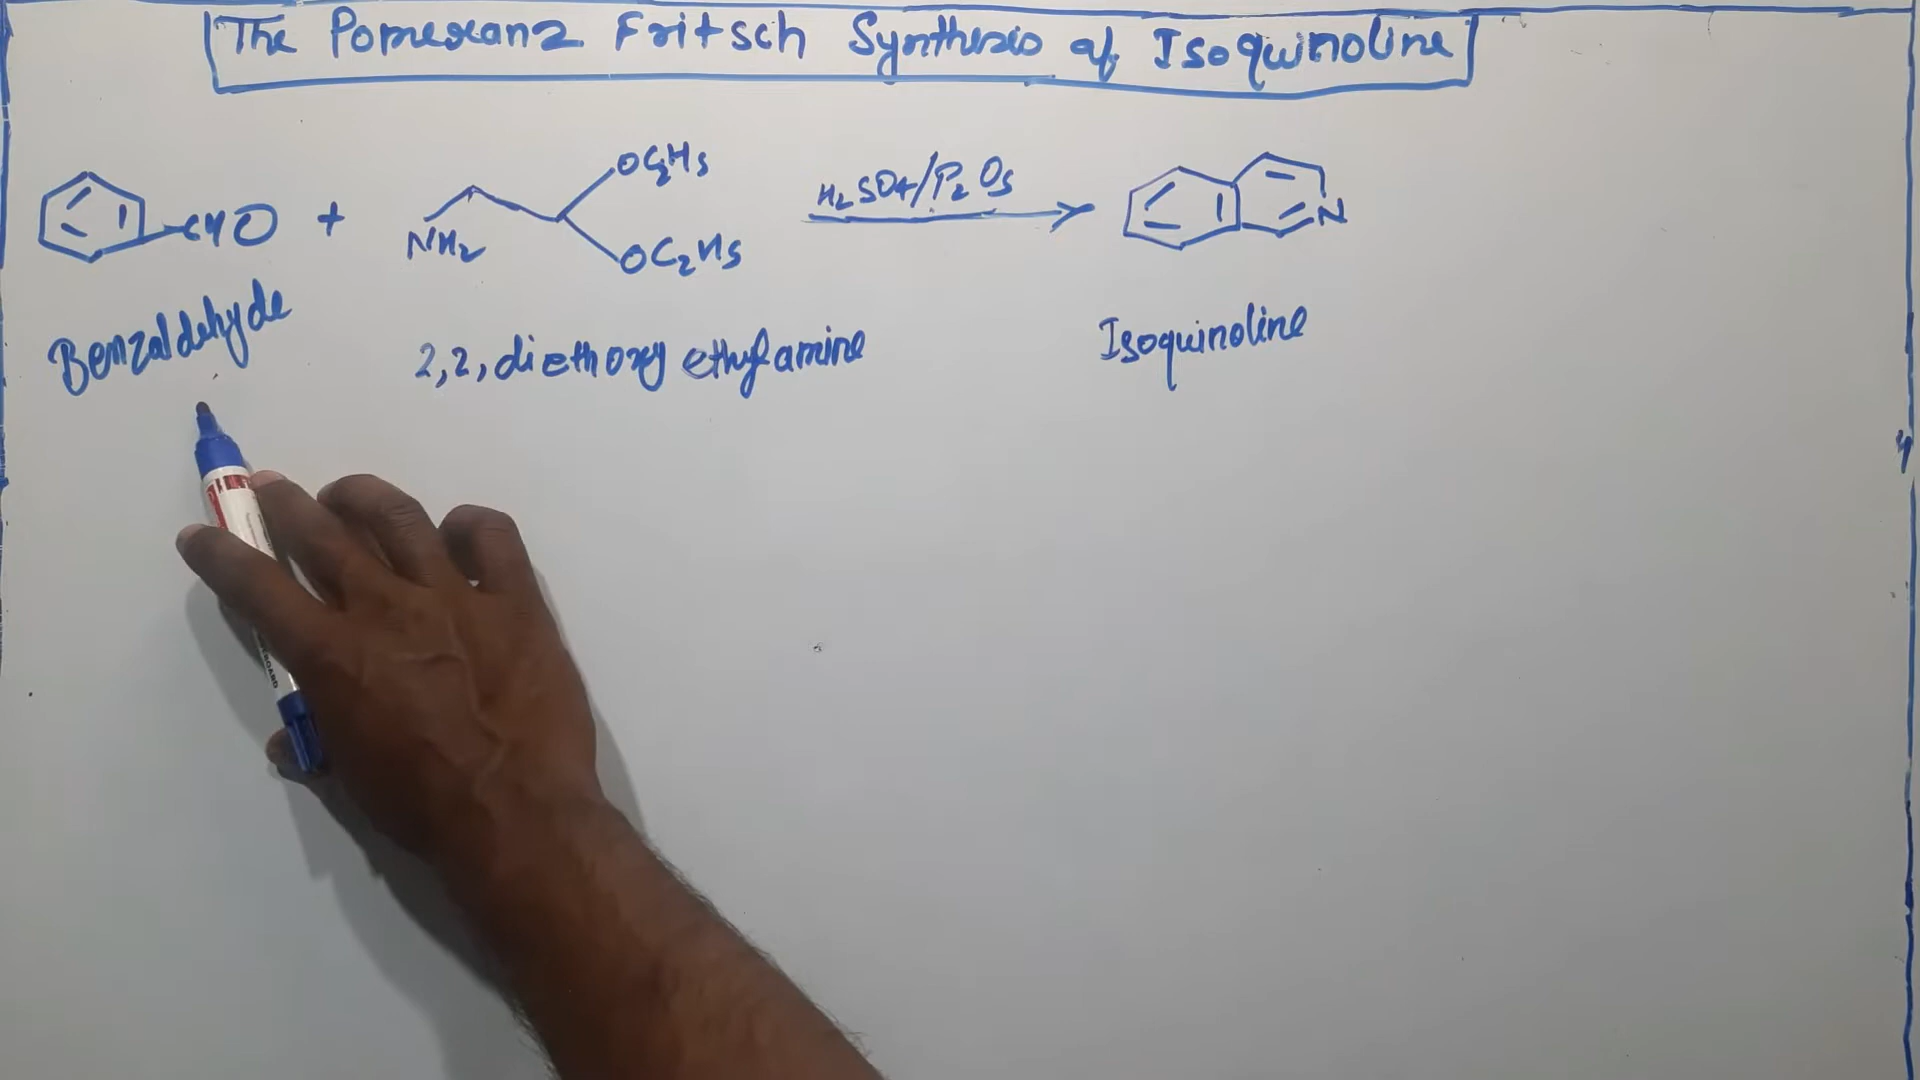 The Pomeranz Fritsch Synthesis of Isoquinoline
CHO + NH2 OC2H5 OC2H5 H2SO4/P2O5 N
Benzaldehyde 2,2, diethoxy ethylamine Isoquinoline